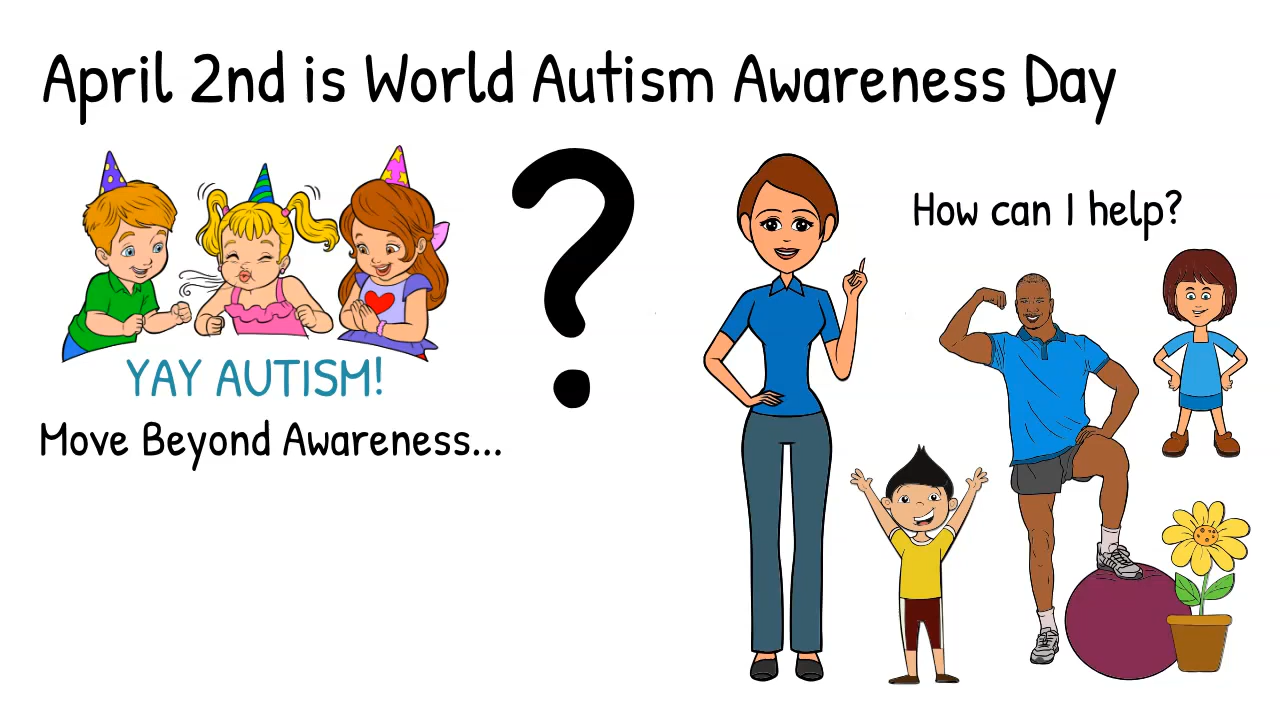 April 2nd is World Autism Awareness Day
How can I help?
YAY AUTISM!
Move Beyond Awareness...
?